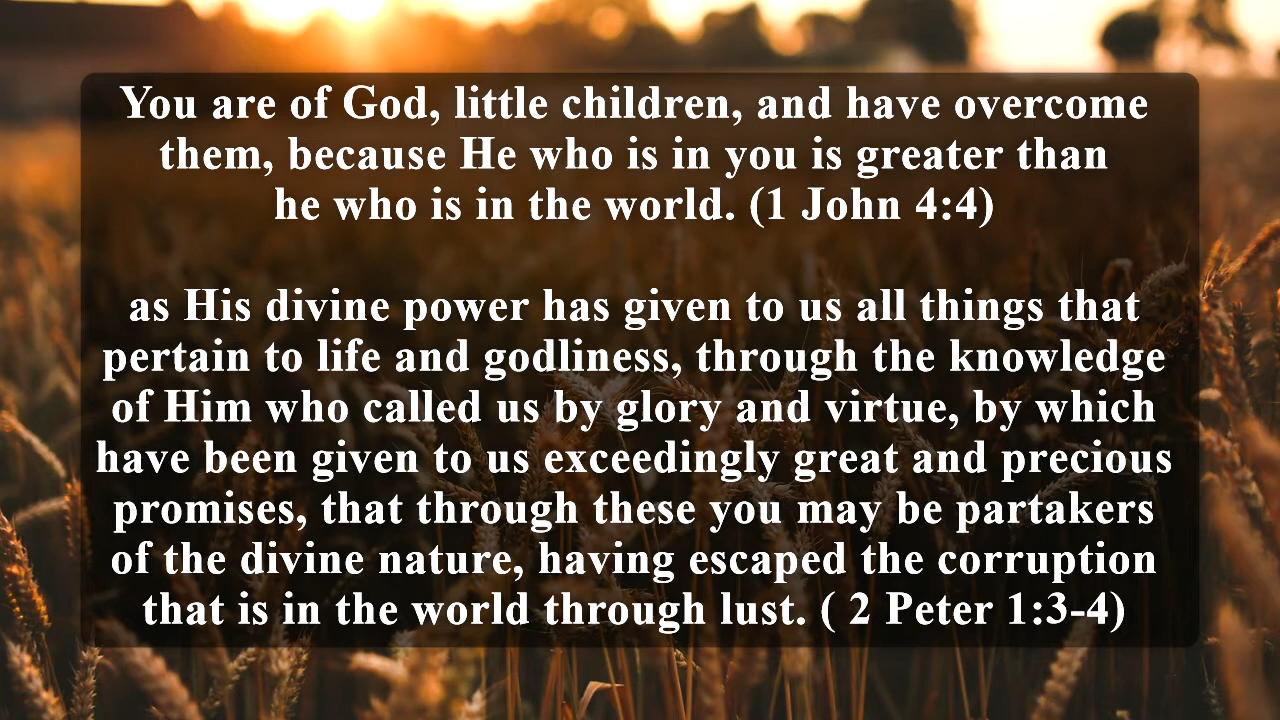 You are of God, little children, and have overcome
them, because He who is in you is greater than
he who is in the world. (1 John 4:4)
as His divine power has given to us all things that
pertain to life and godliness, through the knowledge
of Him who called us by glory and virtue, by which
have been given to us exceedingly great and precious
promises, that through these you may be partakers
of the divine nature, having escaped the corruption
that is in the world through lust. ( 2 Peter 1:3-4)